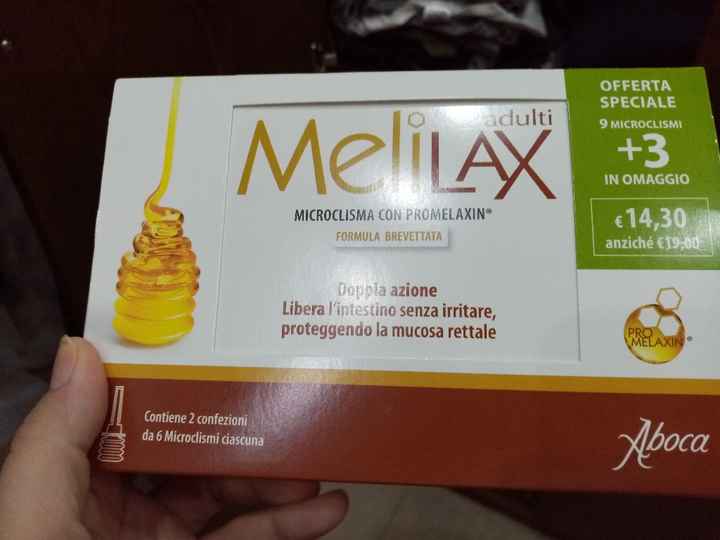 OFFERTA
SPECIALE
9 MICROCLISMI
+3
IN OMAGGIO
€ 14,30
anziché € 19,00
adulti
MeliLAX
MICROCLISMA CON PROMELAXIN®
FORMULA BREVETTATA
Doppla azione
Libera l'intestino senza irritare,
proteggendo la mucosa rettale
PRO
MELAXIN®
Contiene 2 confezioni
da 6 Microclismi ciascuna
Aboca